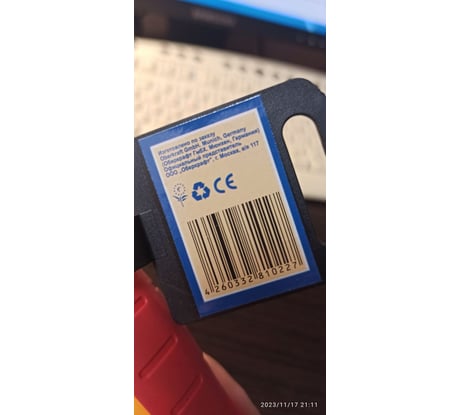 Изготовлено по заказу
Oberkraft GmbH, Munich, Germany
(Оберкрафт ГмбХ, Мюнхен, Германия)
Официальный представитель
ООО „Оберкрафт“, г. Москва, а/я 117
CE
4 260332 810227
2023/11/17 21:11